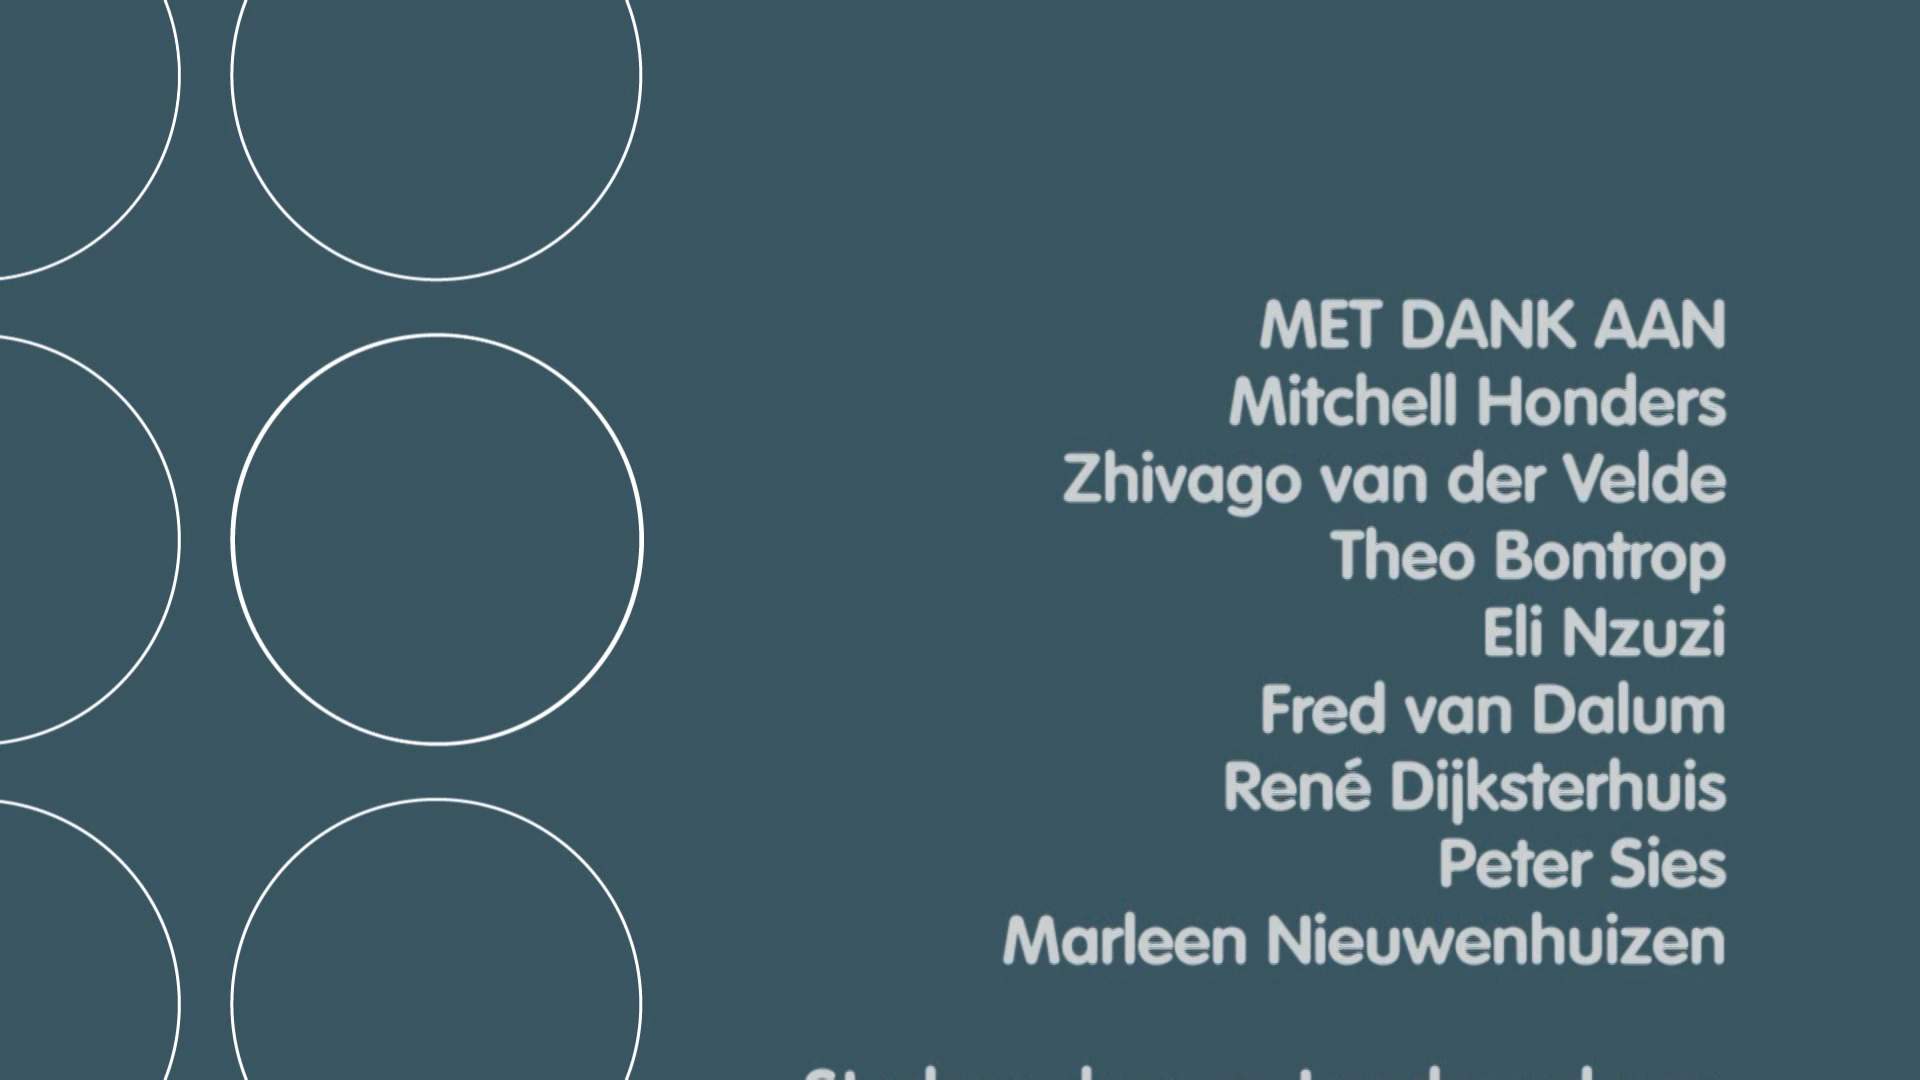 MET DANK AAN
Mitchell Honders
Zhivago van der Velde
Theo Bontrop
Eli Nzuzi
Fred van Dalum
René Dijksterhuis
Peter Sies
Marleen Nieuwenhuizen